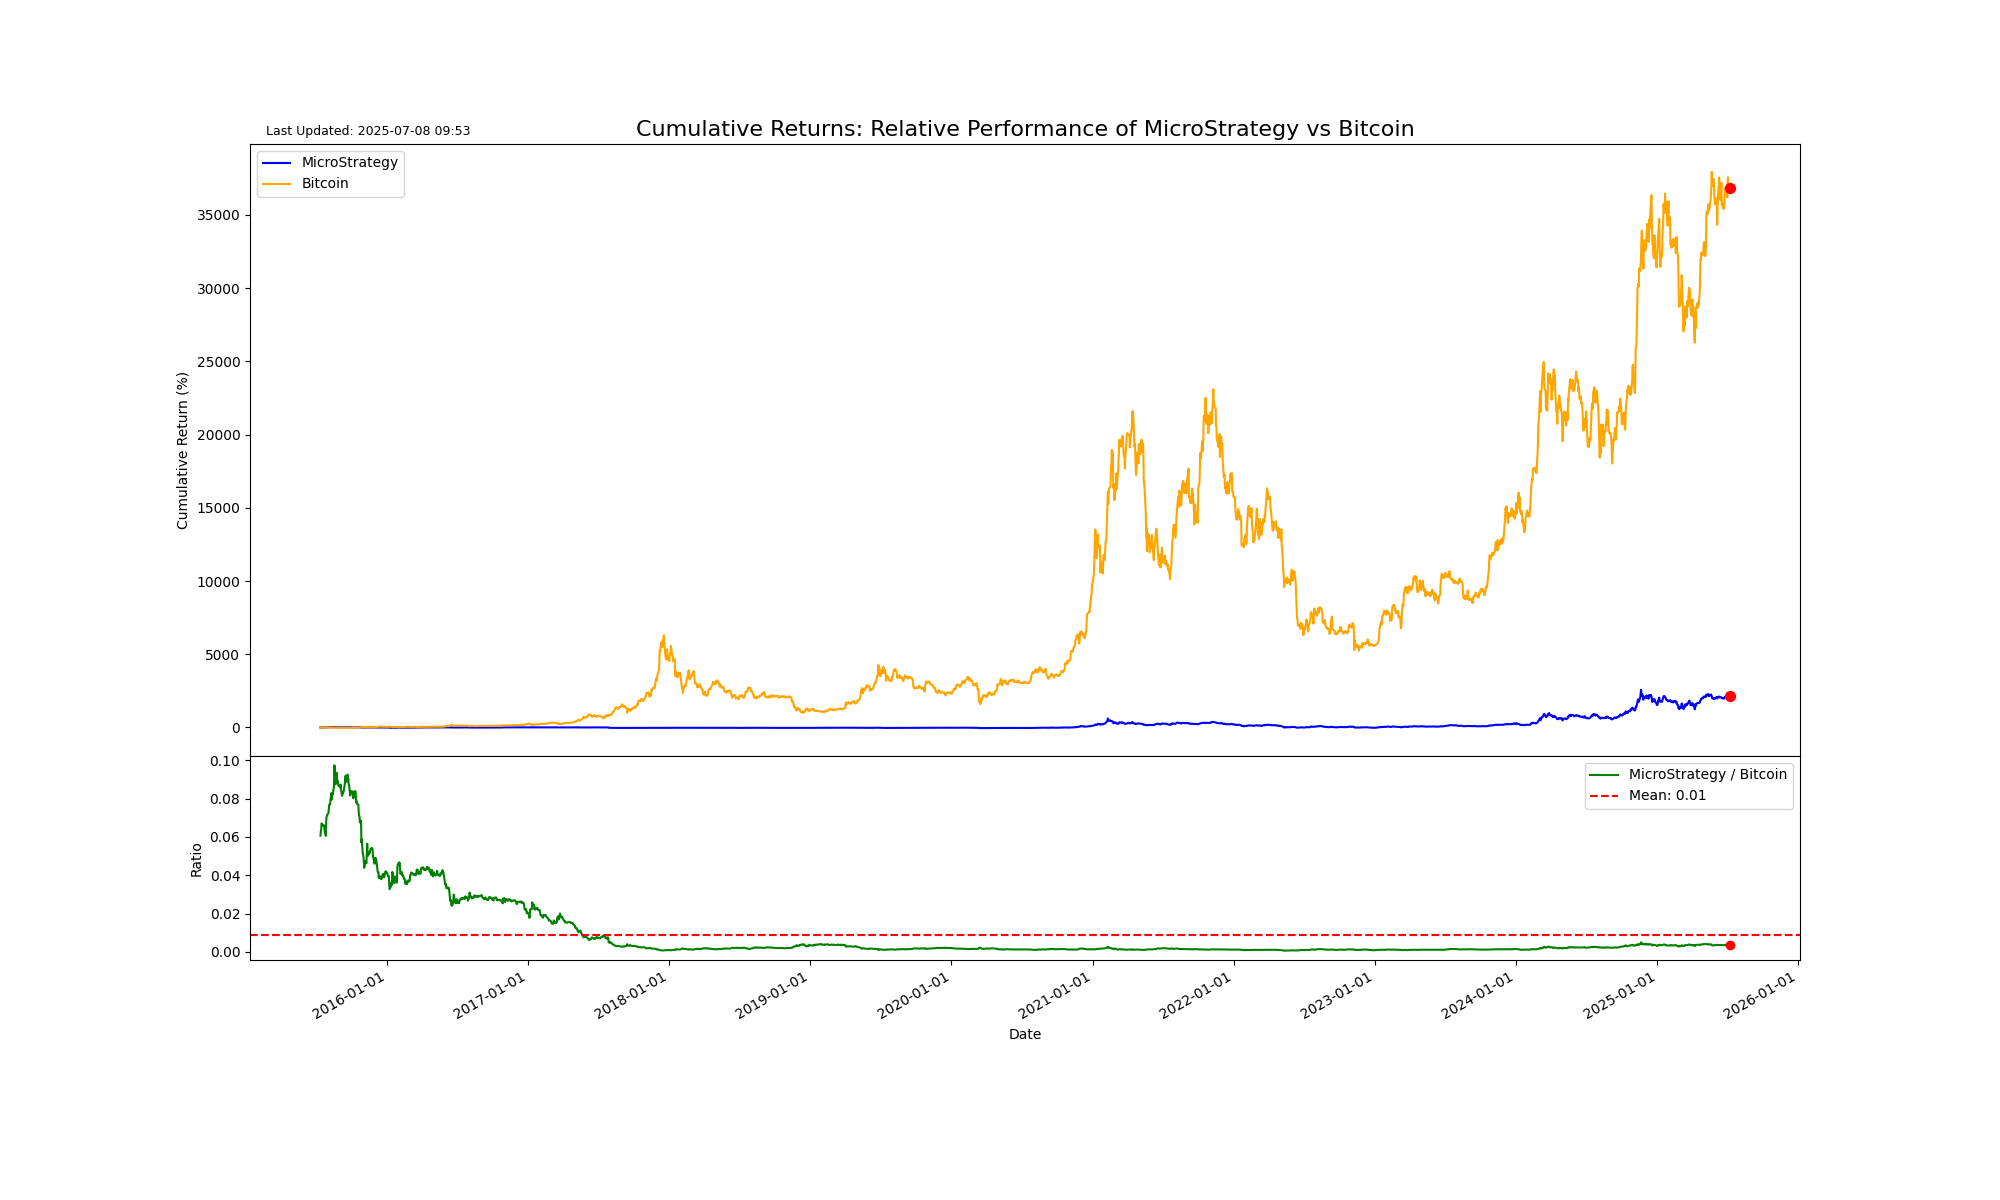 Last Updated: 2025-07-08 09:53
Cumulative Returns: Relative Performance of MicroStrategy vs Bitcoin
MicroStrategy
Bitcoin
Cumulative Return (%)
35000
30000
25000
20000
15000
10000
5000
0
MicroStrategy / Bitcoin
Mean: 0.01
Ratio
0.10
0.08
0.06
0.04
0.02
0.00
2016-01-01
2017-01-01
2018-01-01
2019-01-01
2020-01-01
2021-01-01
2022-01-01
2023-01-01
2024-01-01
2025-01-01
2026-01-01
Date